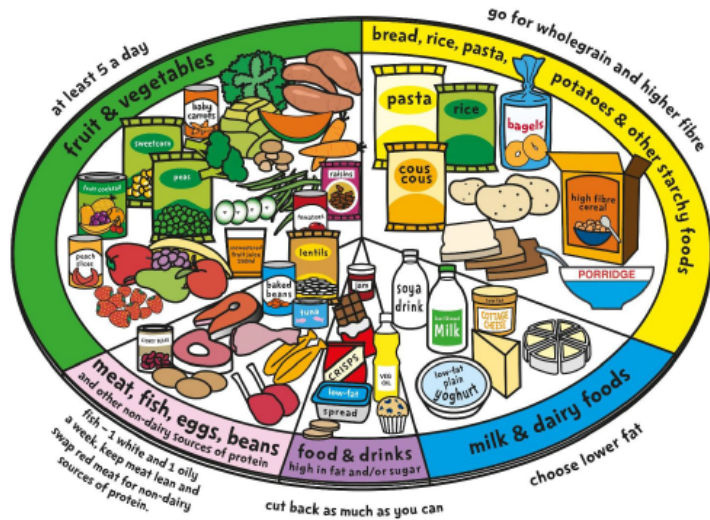 at least 5 a day
fruit & vegetables
go for wholegrain and higher fibre
bread, rice, pasta,
potatoes & other starchy foods
baby
carrots
sweetcorn
peas
fruit cocktail
peach
slices
raisins
tomatoes
unsweetened
fruit juice
lentils
baked
beans
tuna
pasta
rice
bagels
cous
cous
high fibre
cereal
PORRIDGE
jam
soya
drink
Milk
low fat
COTTAGE
CHEESE
low-fat
plain
yoghurt
CRISPS
VEG
OIL
low-fat
spread
meat, fish, eggs, beans
and other non-dairy sources of protein
fish – 1 white and 1 oily
a week, keep meat lean and
swap red meat for non-dairy
sources of protein.
food & drinks
high in fat and/or sugar
cut back as much as you can
milk & dairy foods
choose lower fat